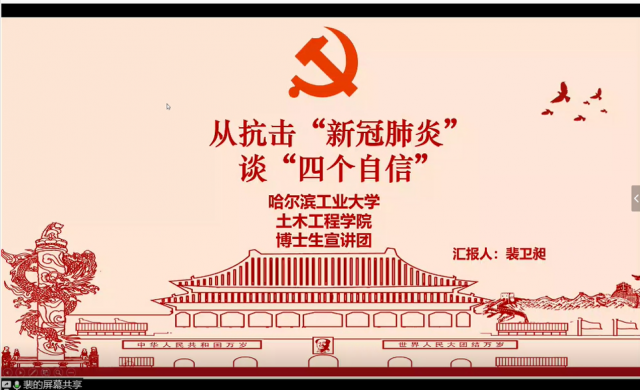 从抗击“新冠肺炎”
谈“四个自信”
哈尔滨工业大学
土木工程学院
博士生宣讲团
汇报人：裴卫昶
中华人民共和国万岁
世界人民大团结万岁
裴的屏幕共享